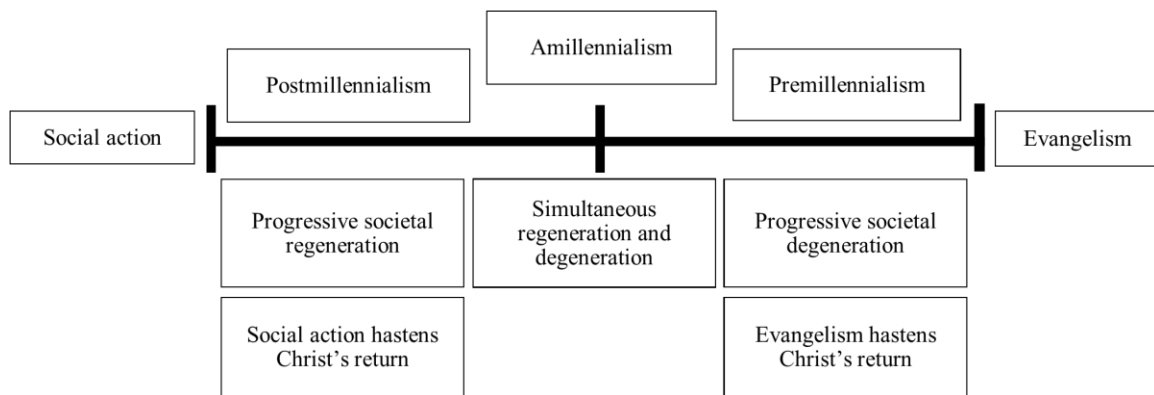 Amillennialism
Postmillennialism
Premillennialism
Social action
Evangelism
Progressive societal
regeneration
Simultaneous
regeneration and
degeneration
Progressive societal
degeneration
Social action hastens
Christ’s return
Evangelism hastens
Christ’s return